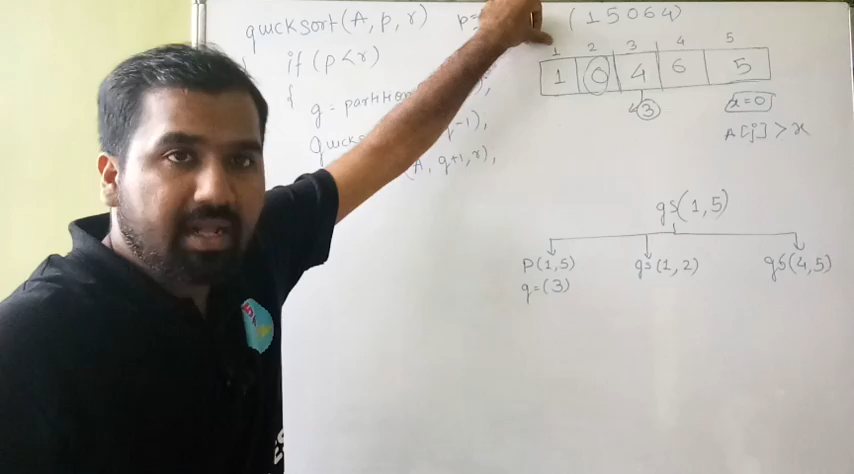 quicksort(A, p, r) p=
(1 5 0 6 4)
if (p<r)
{
q = partition
1 2 3 4 5
1 0 4 6 5
3
x=0
A[j] > x
quicks q-1),
(A, q+1, r),
qs(1,5)
P(1,5) qs(1,2) qs(4,5)
q=(3)